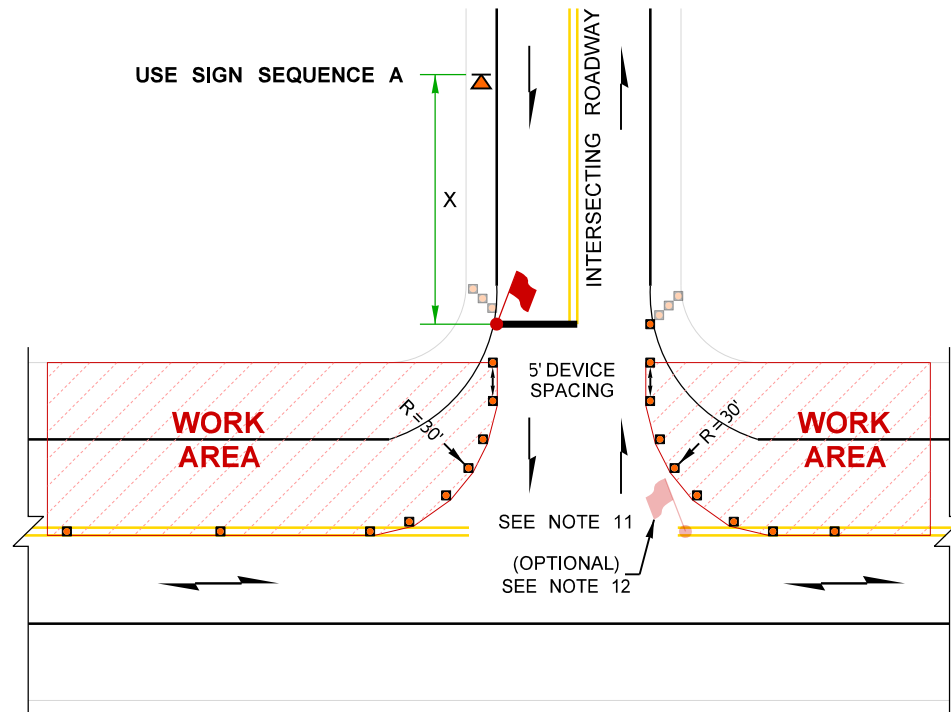 USE SIGN SEQUENCE A
INTERSECTING ROADWAY
X
5' DEVICE
SPACING
R = 30'
R = 30'
WORK
AREA
WORK
AREA
SEE NOTE 11
(OPTIONAL)
SEE NOTE 12